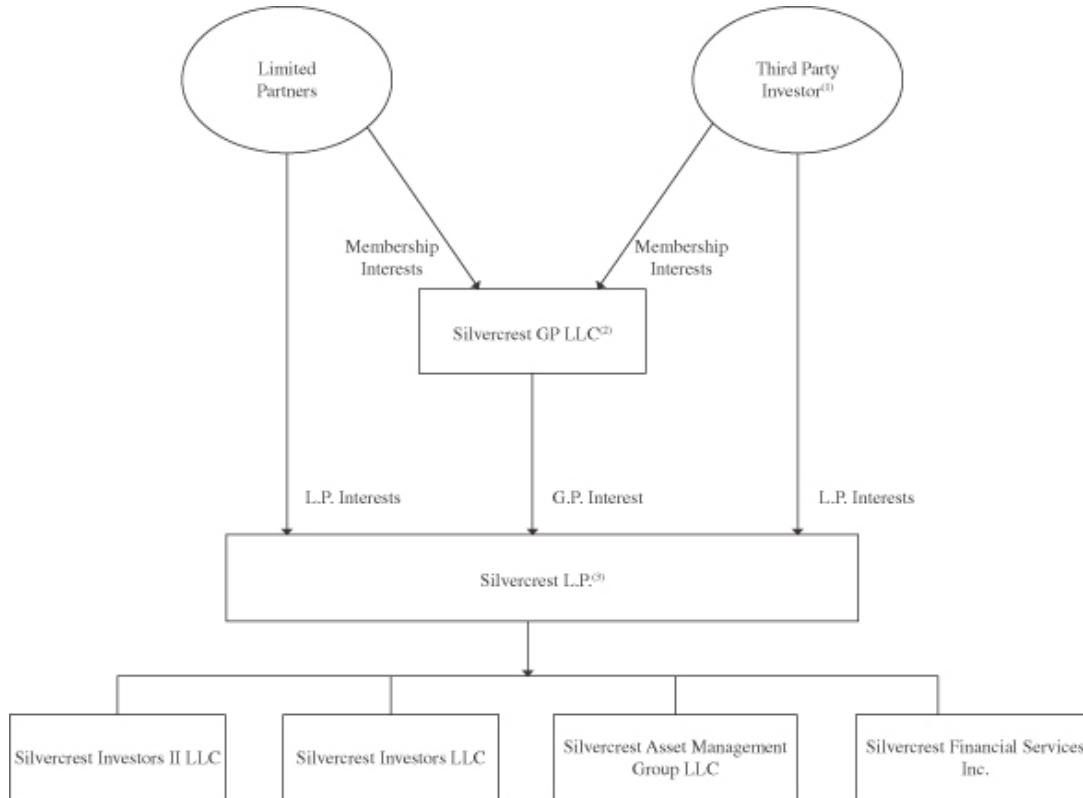 Limited
Partners
Third Party
Investor(1)
Membership
Interests
Membership
Interests
Silvercrest GP LLC(2)
L.P. Interests
G.P. Interest
L.P. Interests
Silvercrest L.P.(3)
Silvercrest Investors II LLC
Silvercrest Investors LLC
Silvercrest Asset Management
Group LLC
Silvercrest Financial Services
Inc.